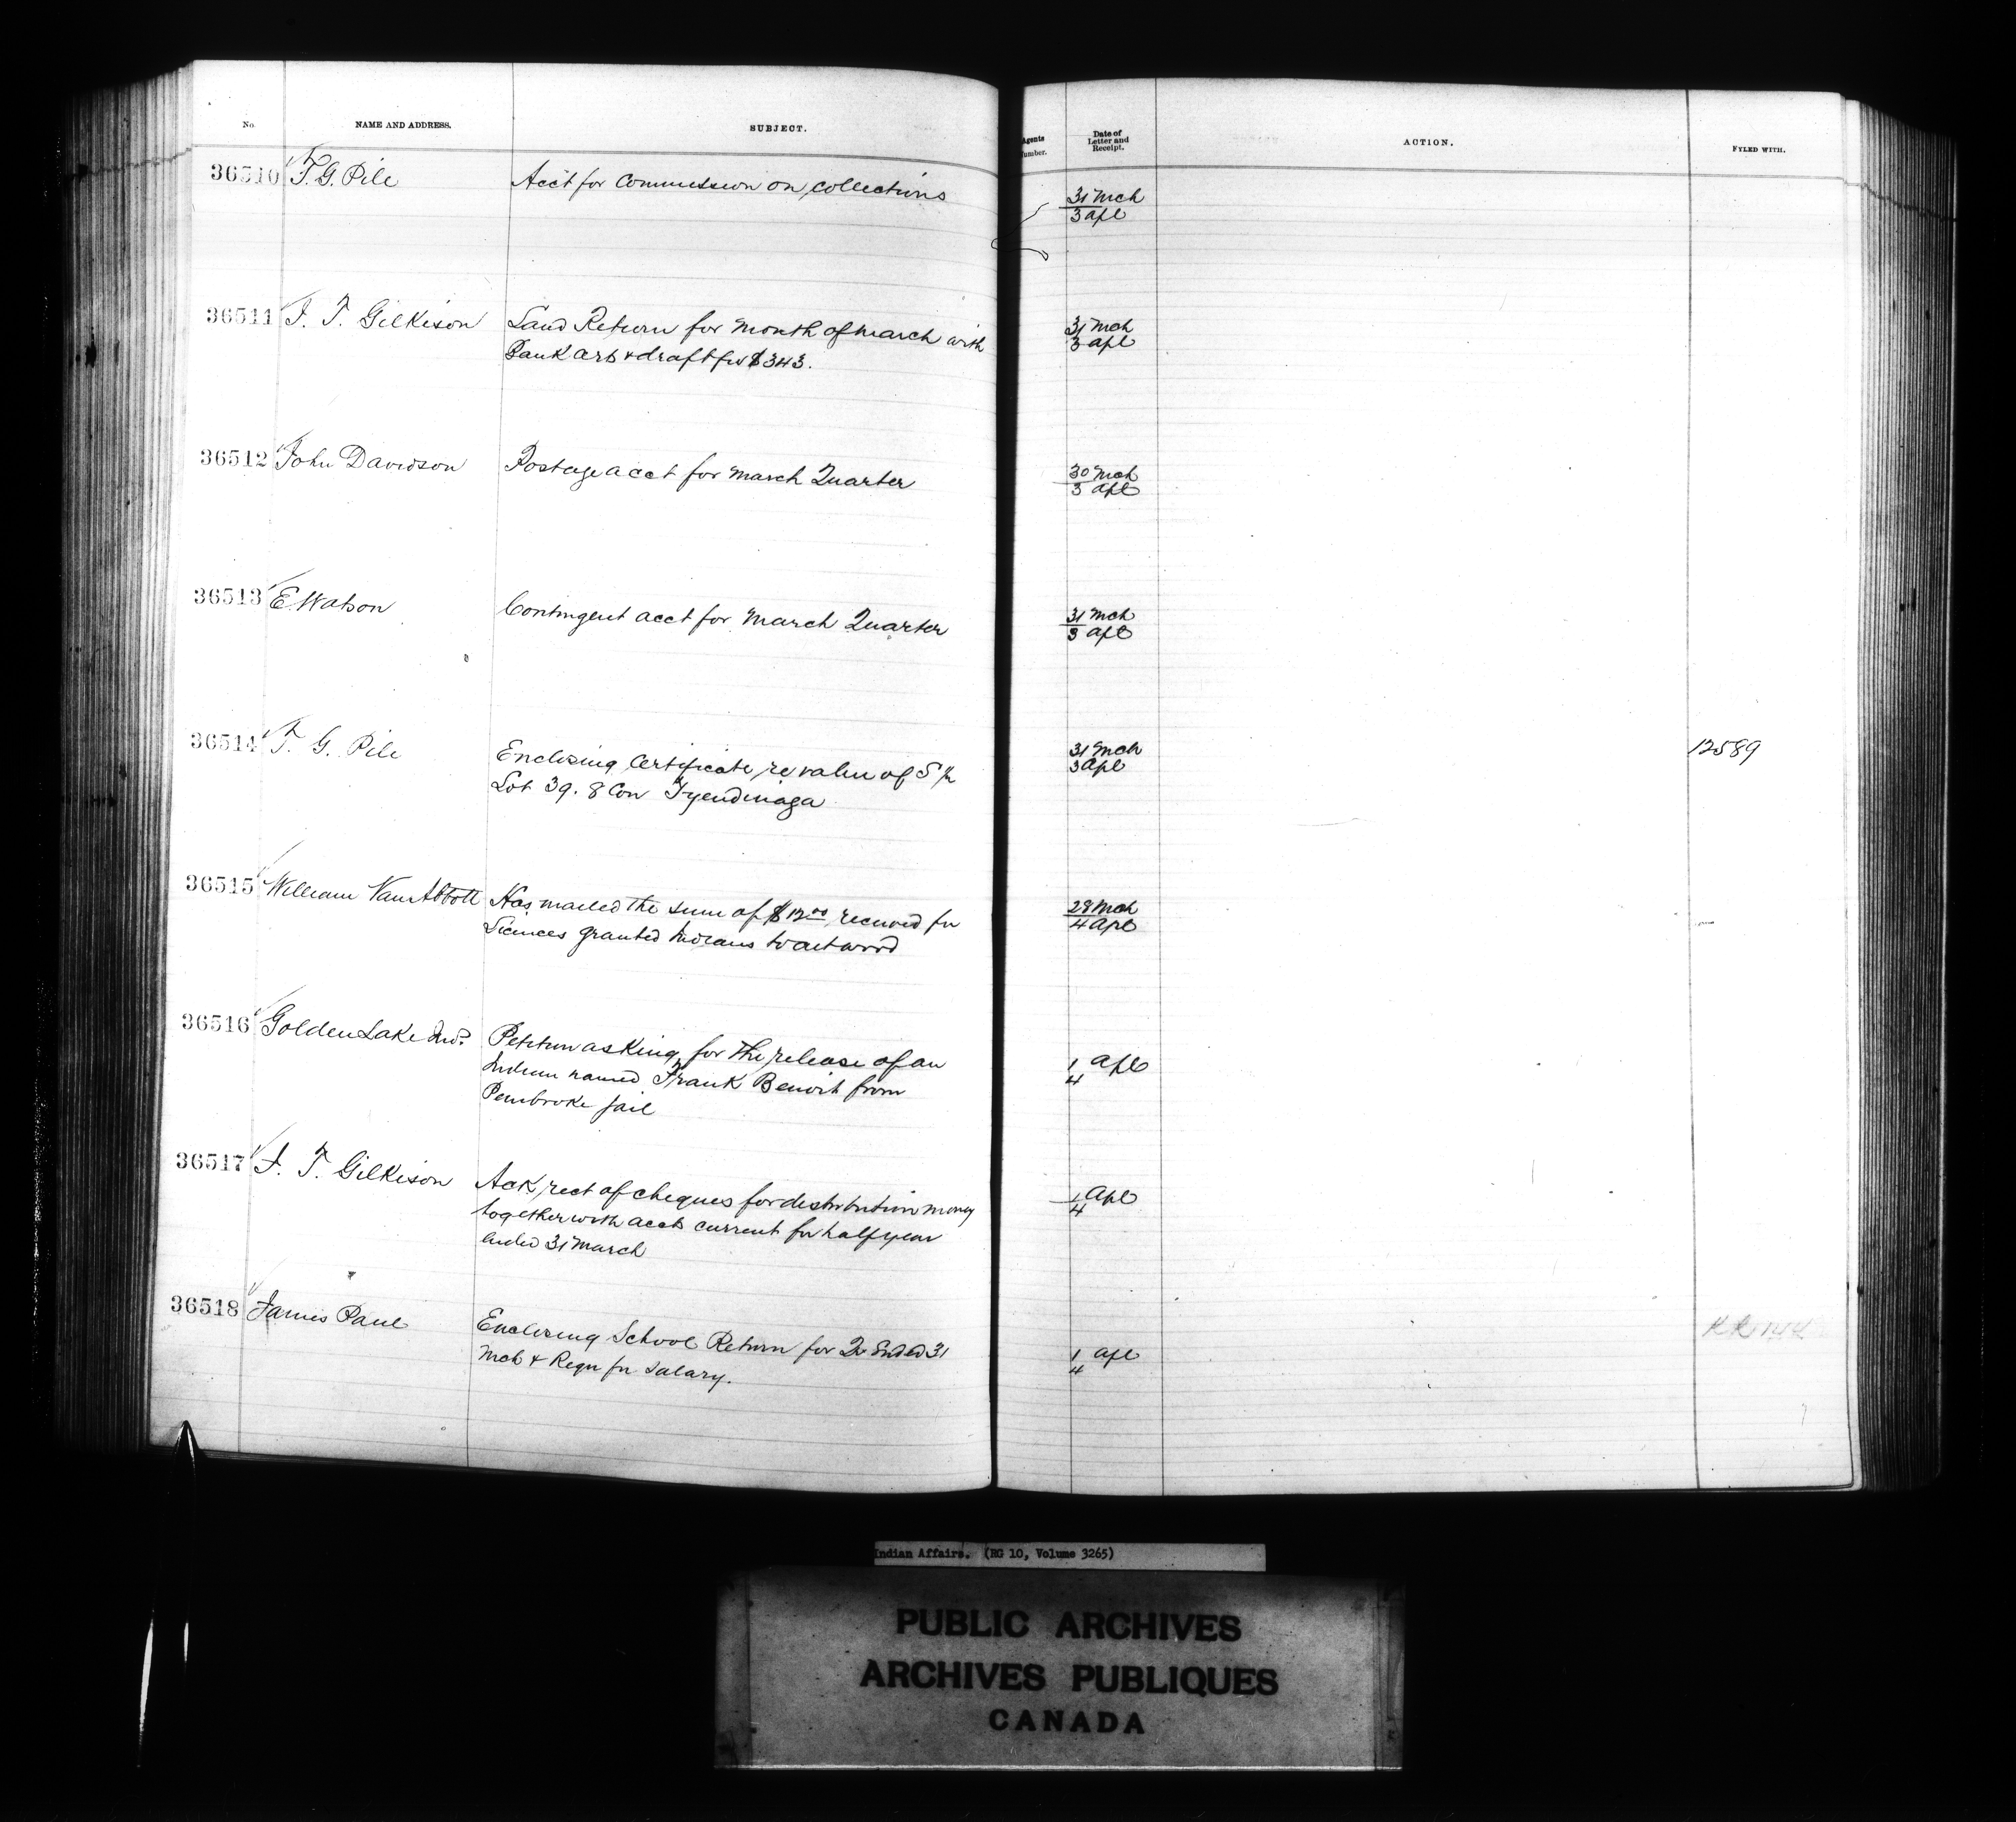 No. NAME AND ADDRESS. SUBJECT. Agents Number. Date of Letter and Receipt. ACTION. FYLED WITH.
36510 T. G. Pile Acct for Commission on collections 31 Mch
3 Apl
36511 J. T. Gilkison Land Return for month of March with 31 Mch
3 Apl
Bank certs & draft for $343.
36512 John Davidson Postage acct for March Quarter 30 Mch
3 Apl
36513 E Watson Contingent acct for March Quarter 31 Mch
3 Apl
36514 T. G. Pile Enclosing Certificate re value of S ½ 31 Mch 12589
3 Apl
Lot 39. 8 Con Tyendinaga
36515 William Van Abbott Has mailed the sum of $12.00 received for 28 Mch
4 Apl
Licences granted Indians to cut wood
36516 Golden Lake Inds. Petition asking for the release of an 1 Apl
4
Indian named Frank Benoit from
Pembroke jail
36517 J. T. Gilkison Ack rect of cheques for distribution money 1 Apl
4
together with accts current for half year
ended 31 March
36518 James Paul Enclosing School Return for Qr Ended 31 1 Apl
4
Mch & Requ for Salary.
Indian Affairs. (RG 10, Volume 3265)
PUBLIC ARCHIVES
ARCHIVES PUBLIQUES
CANADA